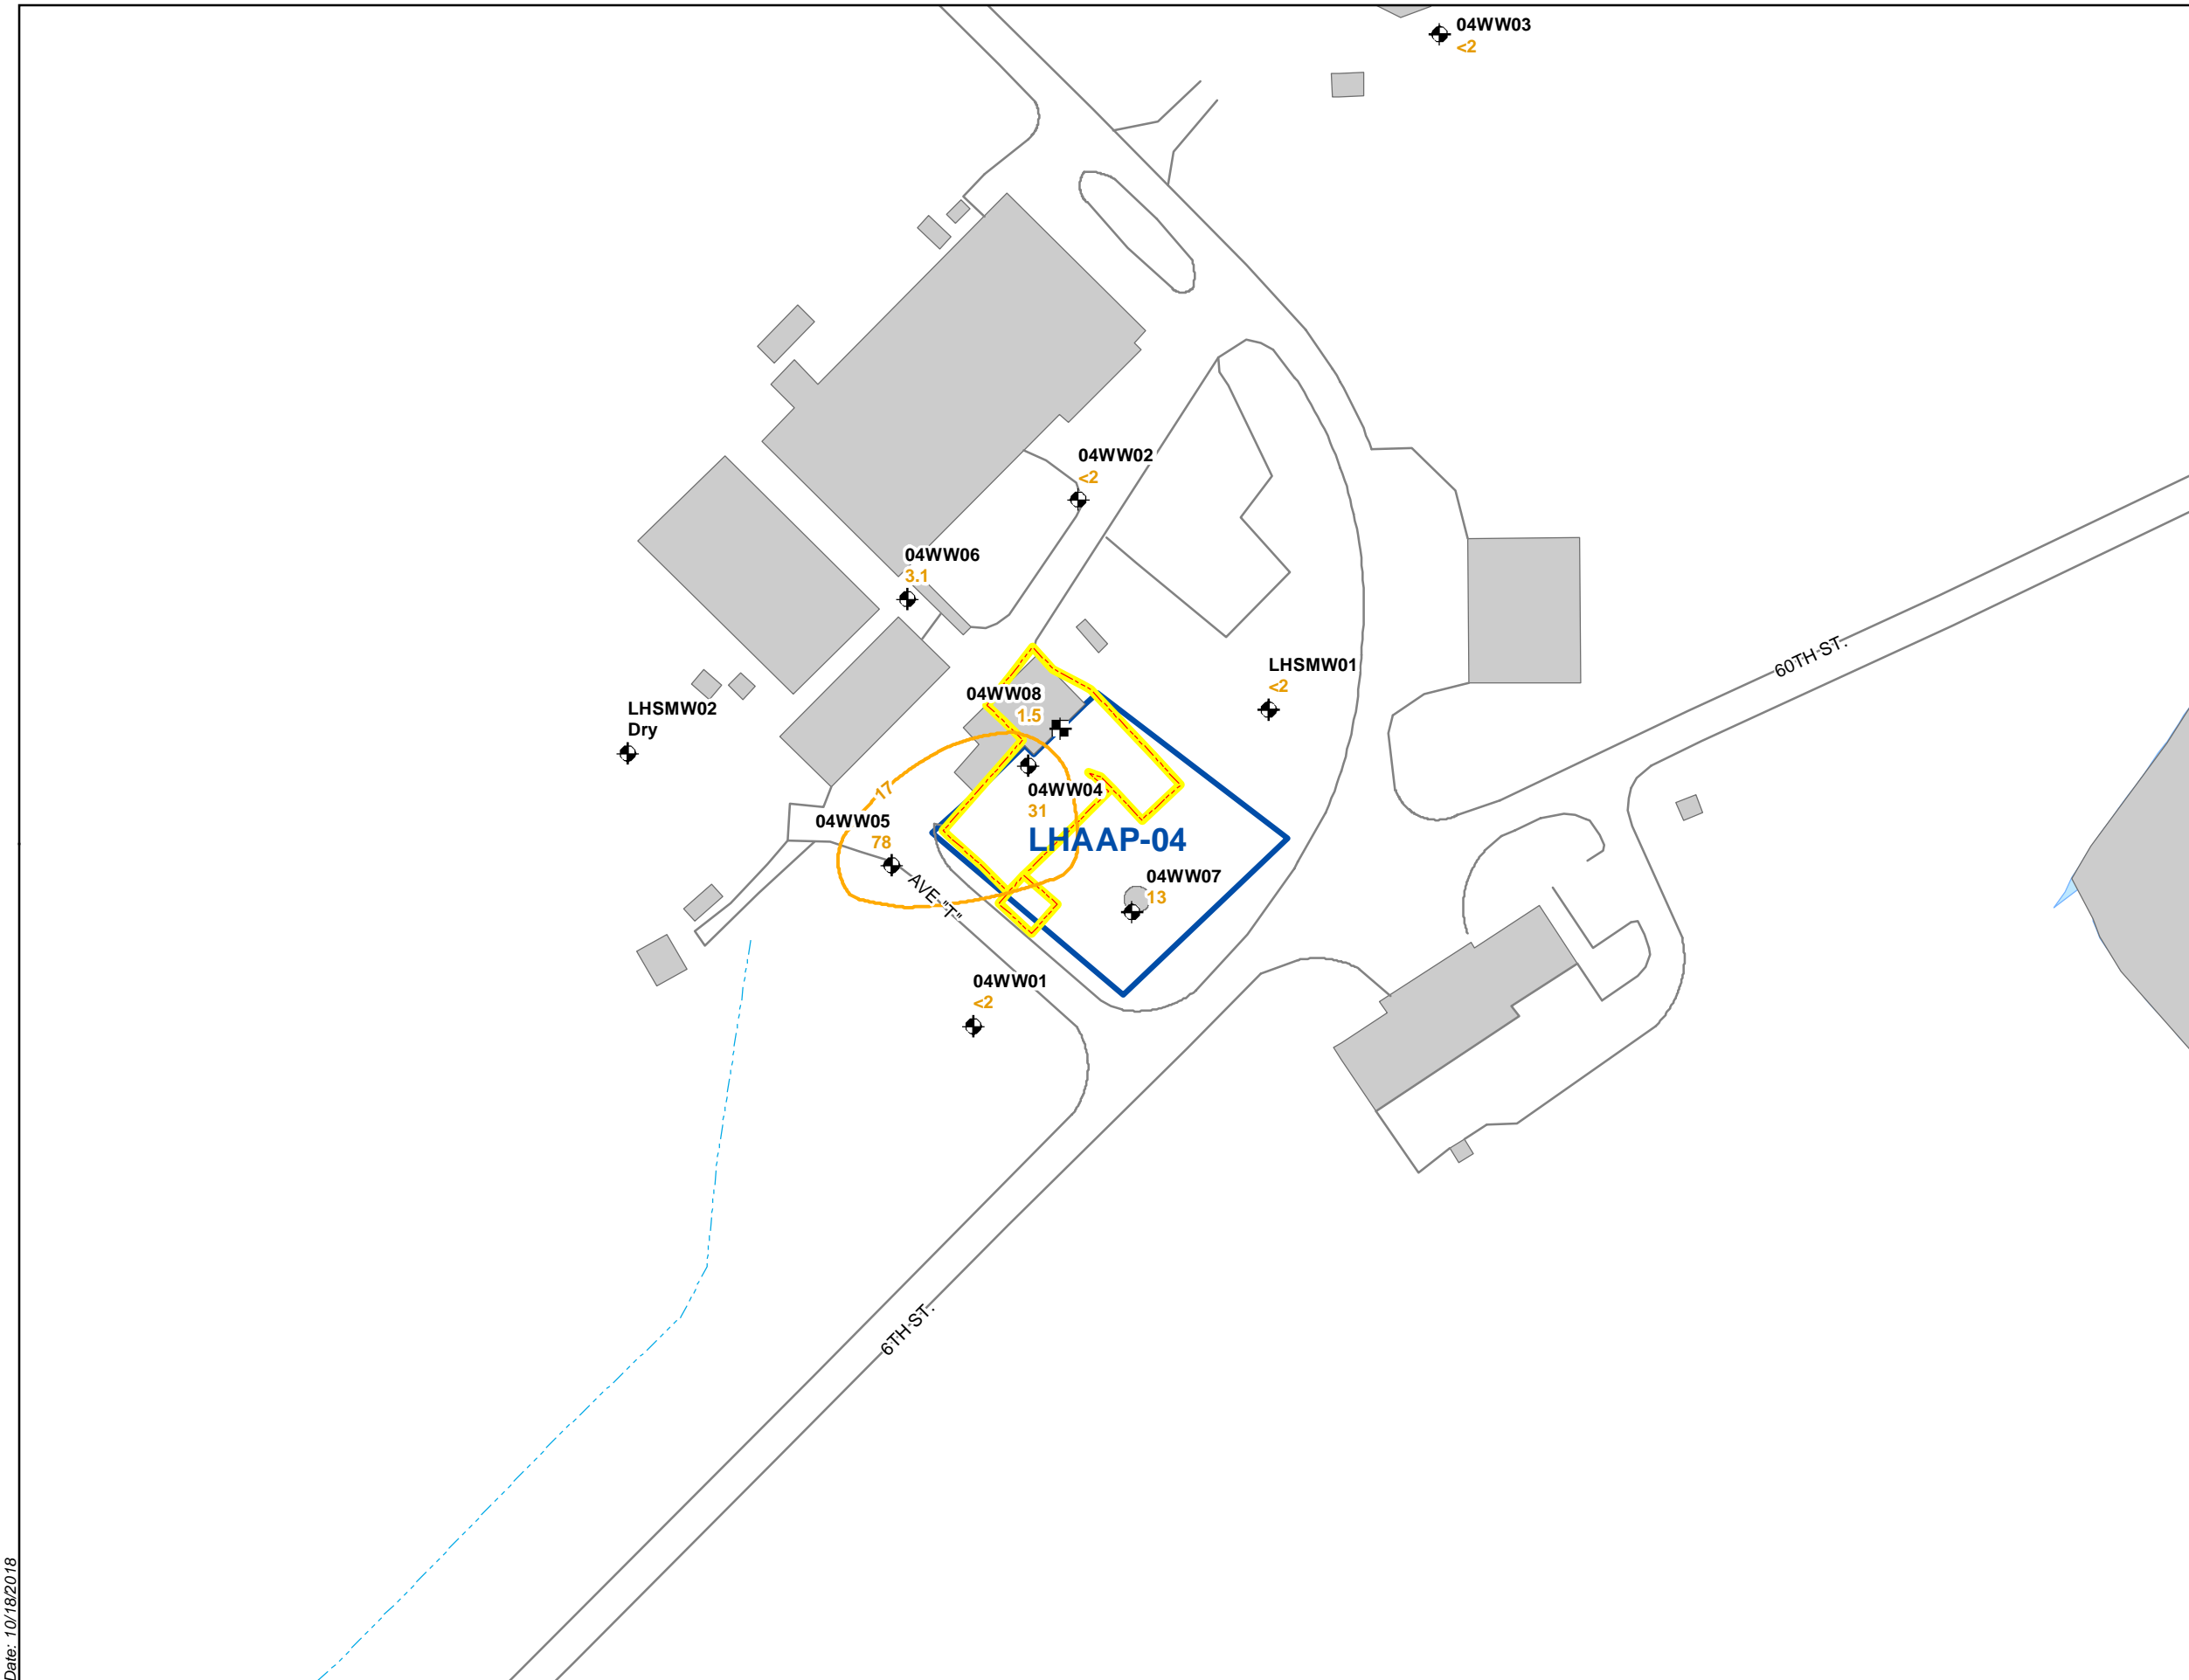 04WW03
<2
04WW02
<2
04WW06
3.1
60TH ST.
LHSMW01
<2
04WW08
1.5
LHSMW02
Dry
17
04WW04
31
04WW05
78
LHAAP-04
04WW07
13
AVE "T"
04WW01
<2
6TH ST.
Date: 10/18/2018